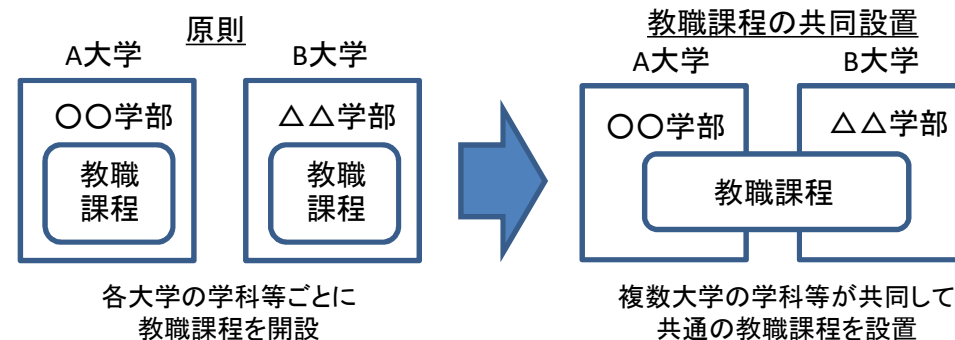 原則
A大学
B大学
〇〇学部
△△学部
教職
課程
教職
課程
各大学の学科等ごとに
教職課程を開設
教職課程の共同設置
A大学
B大学
〇〇学部
△△学部
教職課程
複数大学の学科等が共同して
共通の教職課程を設置